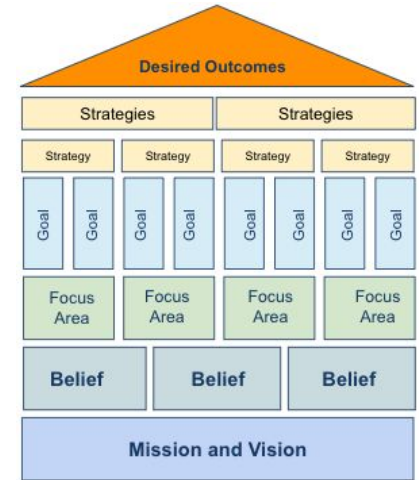 Desired Outcomes
Strategies Strategies
Strategy Strategy Strategy Strategy
Goal Goal Goal Goal Goal Goal Goal Goal
Focus Focus Focus Focus
Area Area Area Area
Belief Belief Belief
Mission and Vision